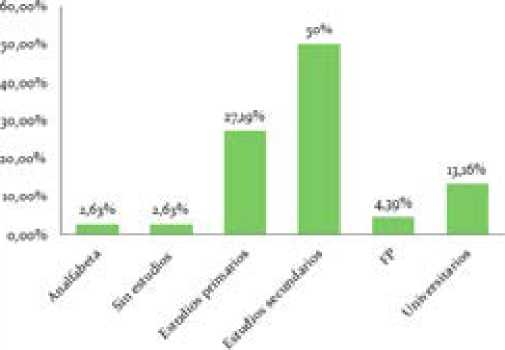 60,00%
50,00%
40,00%
30,00%
20,00%
10,00%
0,00%
2,63%
2,63%
27,19%
50%
4,39%
13,16%
Analfabeta
Sin estudios
Estudios primarios
Estudios secundarios
FP
Universitarios